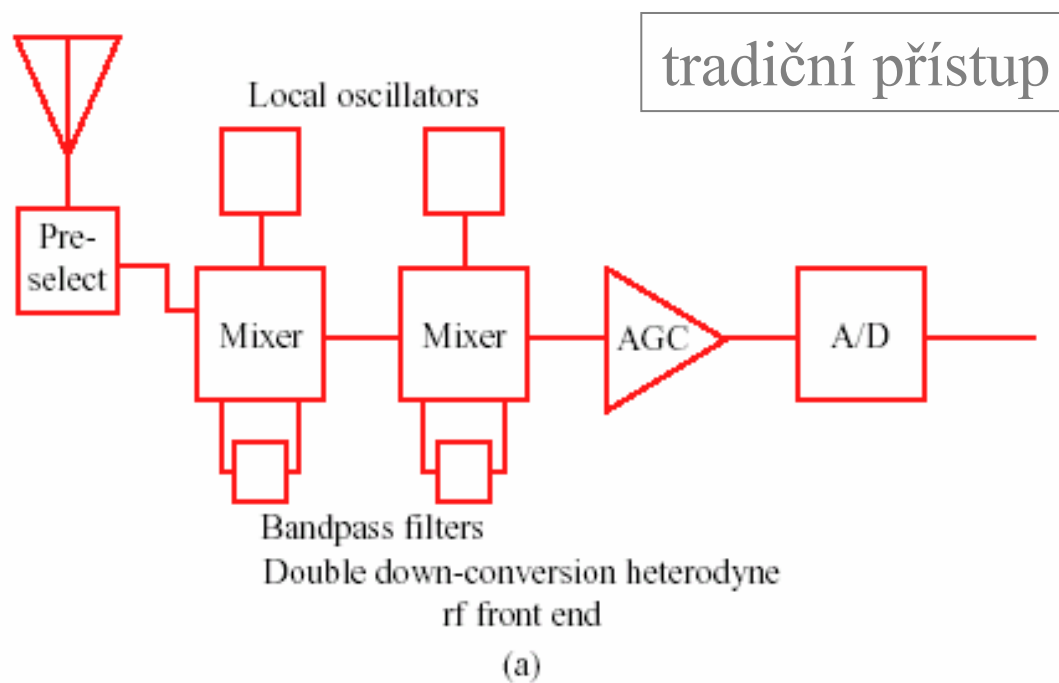 tradiční přístup
Local oscillators
Pre-
select
Mixer
Mixer
AGC
A/D
Bandpass filters
Double down-conversion heterodyne
rf front end
(a)